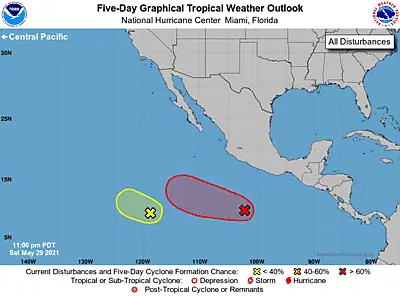 Five-Day Graphical Tropical Weather Outlook
National Hurricane Center Miami, Florida
Central Pacific
All Disturbances
35N
25N
15N
5N
11:00 pm PDT
Sat May 29 2021
140W 120W 110W 100W 90W 80W
Current Disturbances and Five-Day Cyclone Formation Chance: < 40% 40-60% > 60%
Tropical or Sub-Tropical Cyclone: Depression Storm Hurricane
Post-Tropical Cyclone or Remnants